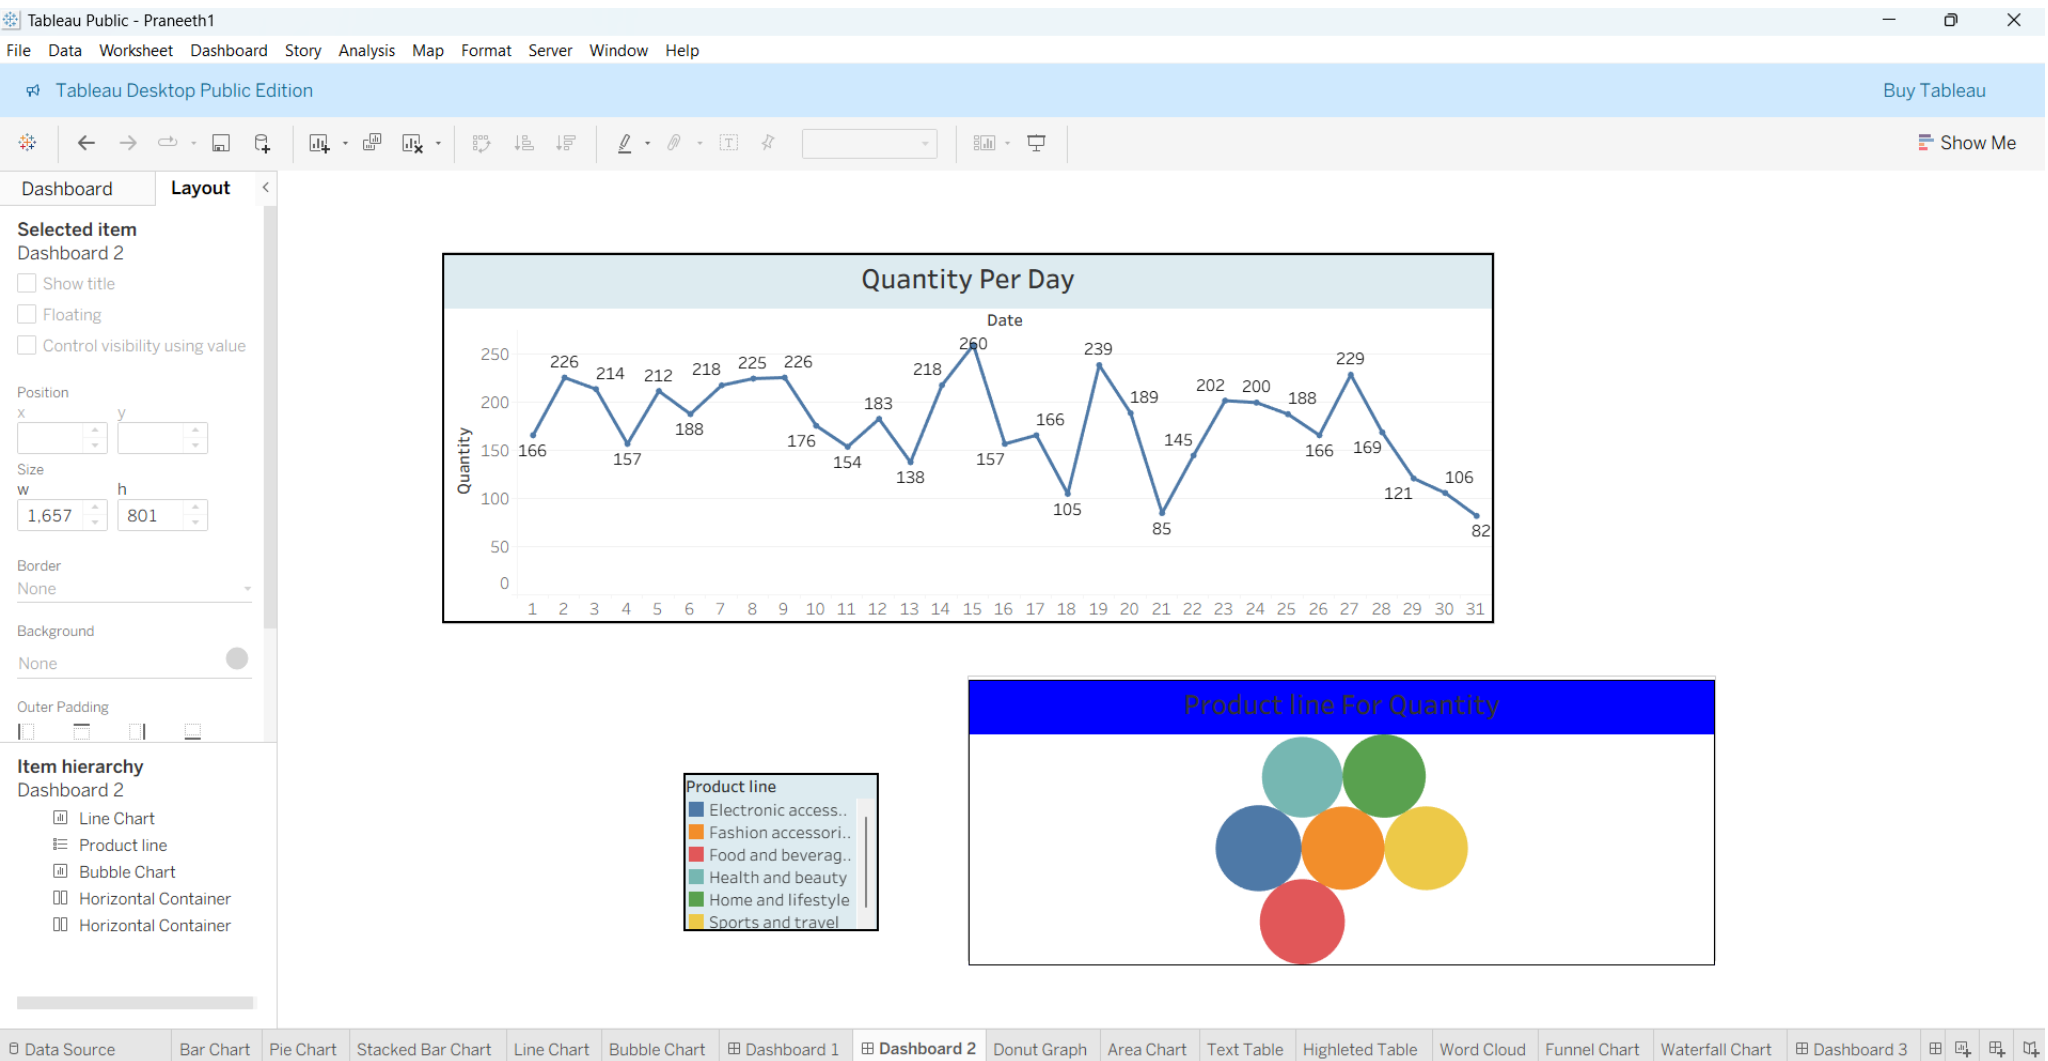 Tableau Public - Praneeth1
File Data Worksheet Dashboard Story Analysis Map Format Server Window Help
Tableau Desktop Public Edition
Buy Tableau
Show Me
Dashboard
Layout
Selected item
Dashboard 2
Show title
Floating
Control visibility using value
Position
x y
Size
w h
1,657 801
Border
None
Background
None
Outer Padding
Item hierarchy
Dashboard 2
Line Chart
Product line
Bubble Chart
Horizontal Container
Horizontal Container
Quantity Per Day
Date
Quantity
250
200
150
100
50
0
166 226 214 157 212 188 218 225 226 176 154 183 138 218 260 157 166 105 239 189 85 145 202 200 188 166 229 169 121 106 82
1 2 3 4 5 6 7 8 9 10 11 12 13 14 15 16 17 18 19 20 21 22 23 24 25 26 27 28 29 30 31
Product line
Electronic access..
Fashion accessori..
Food and beverag..
Health and beauty
Home and lifestyle
Sports and travel
Product line For Quantity
Data Source Bar Chart Pie Chart Stacked Bar Chart Line Chart Bubble Chart Dashboard 1 Dashboard 2 Donut Graph Area Chart Text Table Highleted Table Word Cloud Funnel Chart Waterfall Chart Dashboard 3